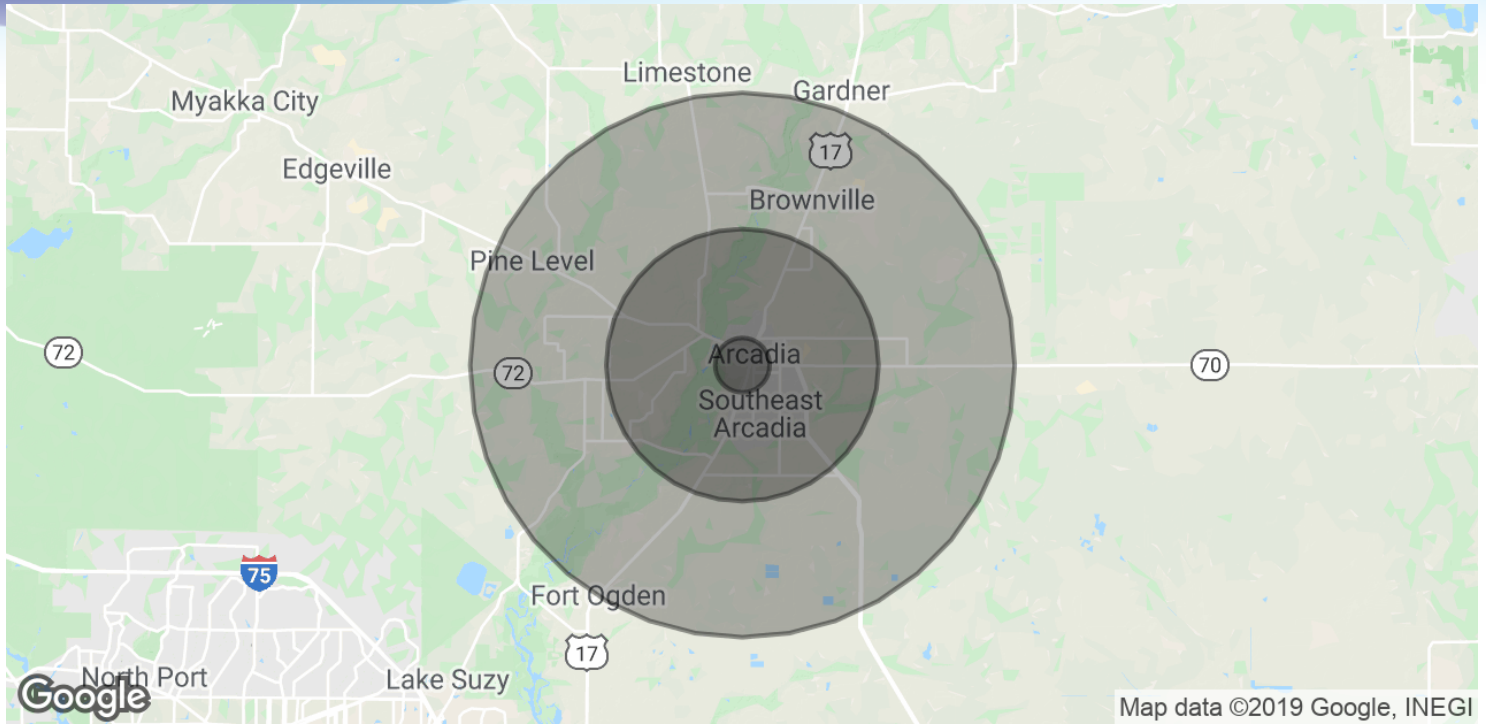 Limestone
Gardner
Myakka City
17
Edgeville
Brownville
Pine Level
72
Arcadia
70
72
Southeast
Arcadia
75
Fort Ogden
17
North Port
Lake Suzy
Google
Map data ©2019 Google, INEGI